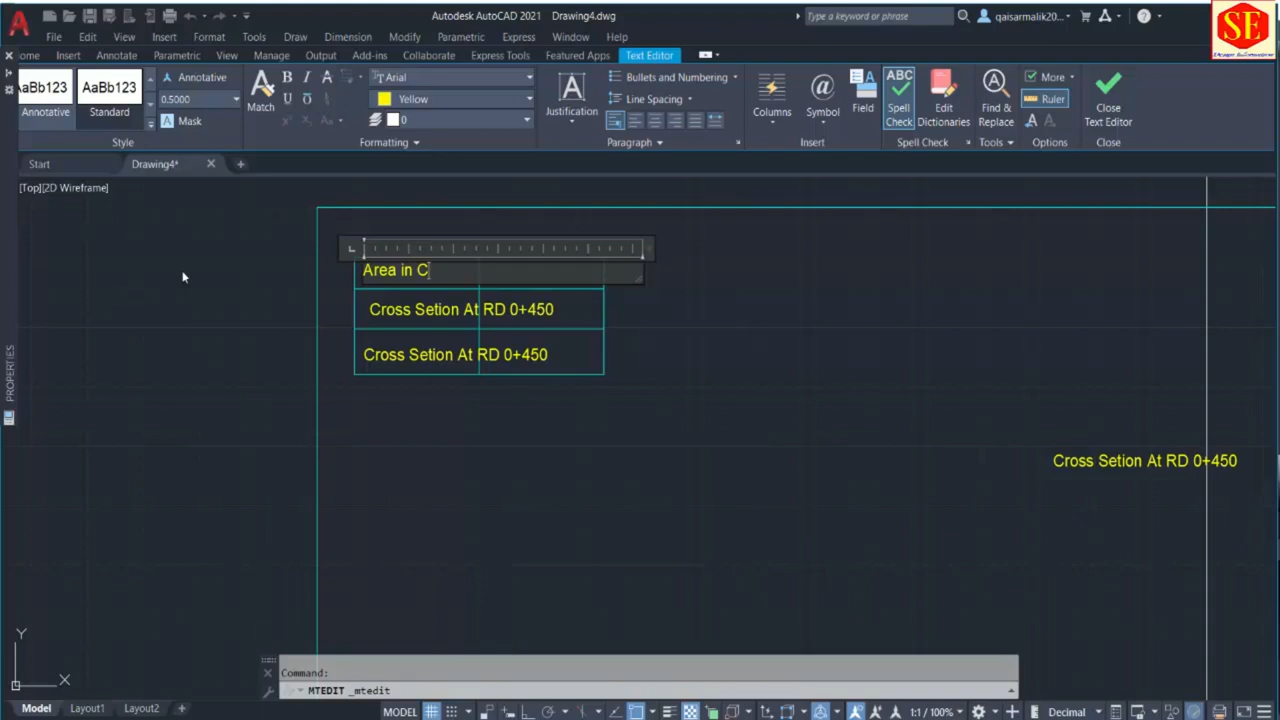 Autodesk AutoCAD 2021 Drawing4.dwg
Type a keyword or phrase
qaisarmalik20...
SE
File Edit View Insert Format Tools Draw Dimension Modify Parametric Express Window Help
ome Insert Annotate Parametric View Manage Output Add-ins Collaborate Express Tools Featured Apps Text Editor
AaBb123 AaBb123
Annotative Standard
Annotative
0.5000
Mask
Style
Match
B I A
U O
Arial
Yellow
0
Formatting
Justification
Bullets and Numbering
Line Spacing
Paragraph
Columns
Symbol
Field
Insert
ABC
Spell
Check
Edit
Dictionaries
Spell Check
Find &
Replace
Tools
More
Ruler
Options
Close
Text Editor
Close
Start Drawing4*
[Top][2D Wireframe]
Area in C
Cross Setion At RD 0+450
Cross Setion At RD 0+450
Cross Setion At RD 0+450
PROPERTIES
Y
X
Command:
MTEDIT _mtedit
Model Layout1 Layout2
MODEL
1:1 / 100%
Decimal